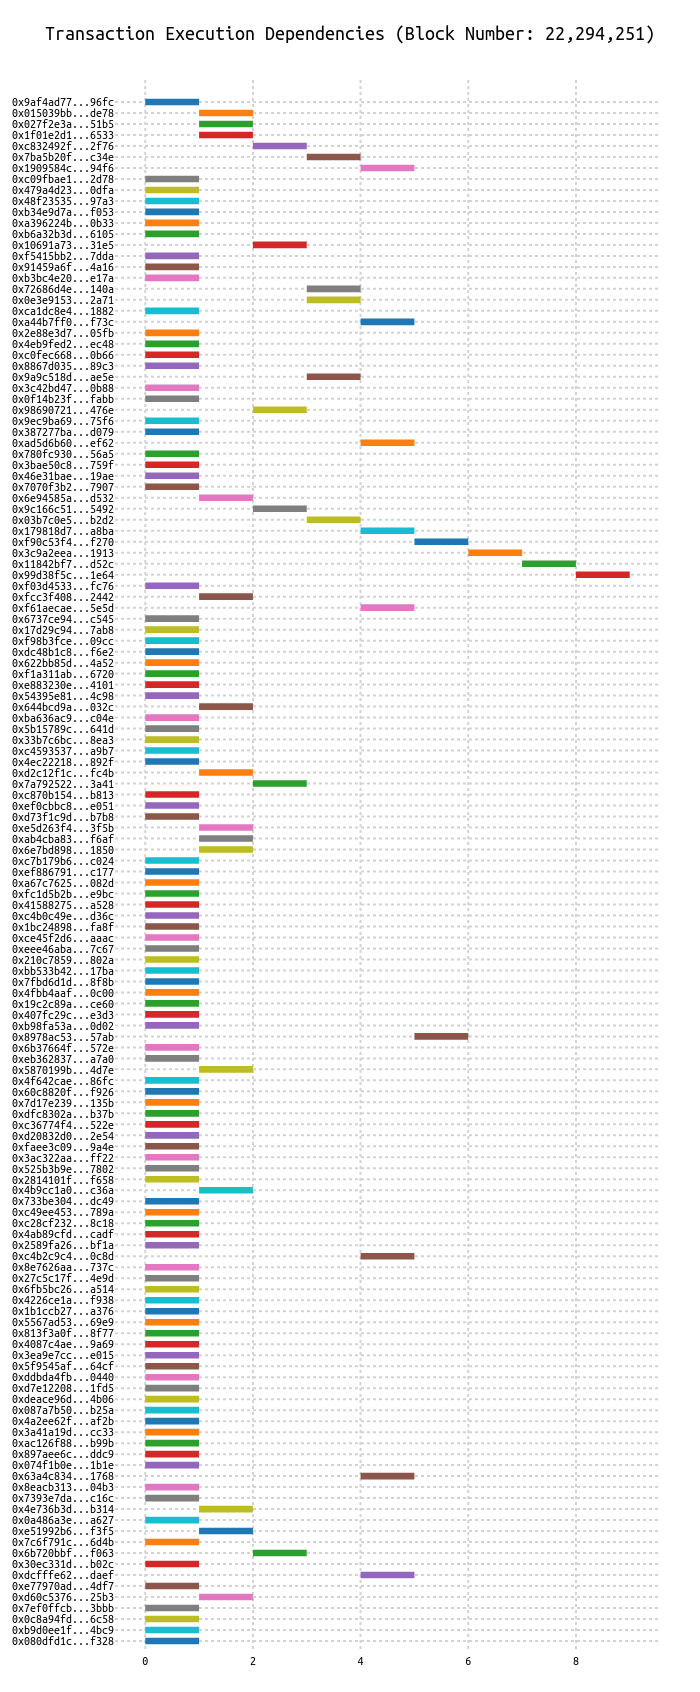 Transaction Execution Dependencies (Block Number: 22,294,251)
0x9af4ad77...96fc
0x015039bb...de78
0x027f2e3a...51b5
0x1f01e2d1...6533
0xc832492f...2f76
0x7ba5b20f...c34e
0x1909584c...94f6
0xc09fbae1...2d78
0x479a4d23...0dfa
0x48f23535...97a3
0xb34e9d7a...f053
0xa396224b...0b33
0xb6a32b3d...6105
0x10691a73...31e5
0xf5415bb2...7dda
0x91459a6f...4a16
0xb3bc4e20...e17a
0x72686d4e...140a
0x0e3e9153...2a71
0xca1dc8e4...1882
0xa44b7ff0...f73c
0x2e88e3d7...05fb
0x4eb9fed2...ec48
0xc0fec668...0b66
0x8867d035...89c3
0x9a9c518d...ae5e
0x3c42bd47...0b88
0x0f14b23f...fabb
0x98690721...476e
0x9ec9ba69...75f6
0x387277ba...d079
0xad5d6b60...ef62
0x780fc930...56a5
0x3bae50c8...759f
0x46e31bae...19ae
0x7070f3b2...7907
0x6e94585a...d532
0x9c166c51...5492
0x03b7c0e5...b2d2
0x179818d7...a8ba
0xf90c53f4...f270
0x3c9a2eea...1913
0x11842bf7...d52c
0x99d38f5c...1e64
0xf03d4533...fc76
0xfcc3f408...2442
0xf61aecae...5e5d
0x6737ce94...c545
0x17d29c94...7ab8
0xf98b3fce...09cc
0xdc48b1c8...f6e2
0x622bb85d...4a52
0xf1a311ab...6720
0xe883230e...4101
0x54395e81...4c98
0x644bcd9a...032c
0xba636ac9...c04e
0x5b15789c...641d
0x33b7c6bc...8ea3
0xc4593537...a9b7
0x4ec22218...892f
0xd2c12f1c...fc4b
0x7a792522...3a41
0xc870b154...b813
0xef0cbbc8...e051
0xd73f1c9d...b7b8
0xe5d263f4...3f5b
0xab4cba83...f6af
0x6e7bd898...1850
0xc7b179b6...c024
0xef886791...c177
0xa67c7625...082d
0xfc1d5b2b...e9bc
0x41588275...a528
0xc4b0c49e...d36c
0x1bc24898...fa8f
0xce45f2d6...aaac
0xeee46aba...7c67
0x210c7859...802a
0xbb533b42...17ba
0x7fbd6d1d...8f8b
0x4fbb4aaf...0c00
0x19c2c89a...ce60
0x407fc29c...e3d3
0xb98fa53a...0d02
0x8978ac53...57ab
0x6b37664f...572e
0xeb362837...a7a0
0x5870199b...4d7e
0x4f642cae...86fc
0x60c8820f...f926
0x7d17e239...135b
0xdfc8302a...b37b
0xc36774f4...522e
0xd20832d0...2e54
0xfaee3c09...9a4e
0x3ac322aa...ff22
0x525b3b9e...7802
0x2814101f...f658
0x4b9cc1a0...c36a
0x733be304...dc49
0xc49ee453...789a
0xc28cf232...8c18
0x4ab89cfd...cadf
0x2589fa26...bf1a
0xc4b2c9c4...0c8d
0x8e7626aa...737c
0x27c5c17f...4e9d
0x6fb5bc26...a514
0x4226ce1a...f938
0x1b1ccb27...a376
0x5567ad53...69e9
0x813f3a0f...8f77
0x4087c4ae...9a69
0x3ea9e7cc...e015
0x5f9545af...64cf
0xddbda4fb...0440
0xd7e12208...1fd5
0xdeace96d...4b06
0x087a7b50...b25a
0x4a2ee62f...af2b
0x3a41a19d...cc33
0xac126f88...b99b
0x897aee6c...ddc9
0x074f1b0e...1b1e
0x63a4c834...1768
0x8eacb313...04b3
0x7393e7da...c16c
0x4e736b3d...b314
0x0a486a3e...a627
0xe51992b6...f3f5
0x7c6f791c...6d4b
0x6b720bbf...f063
0x30ec331d...b02c
0xdcfffe62...daef
0xe77970ad...4df7
0xd60c5376...25b3
0x7ef0ffcb...3bbb
0x0c8a94fd...6c58
0xb9d0ee1f...4bc9
0x080dfd1c...f328
0 2 4 6 8